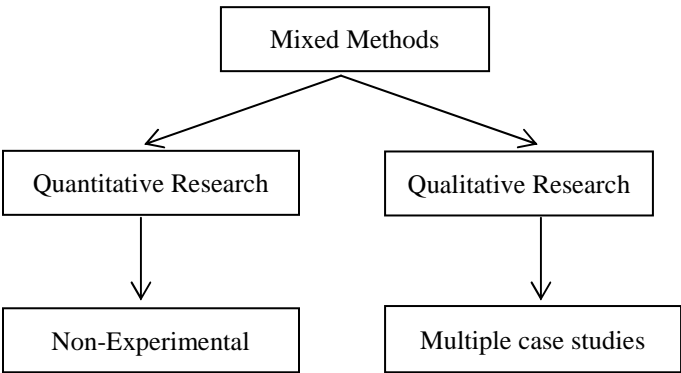 Mixed Methods
Quantitative Research
Qualitative Research
Non-Experimental
Multiple case studies